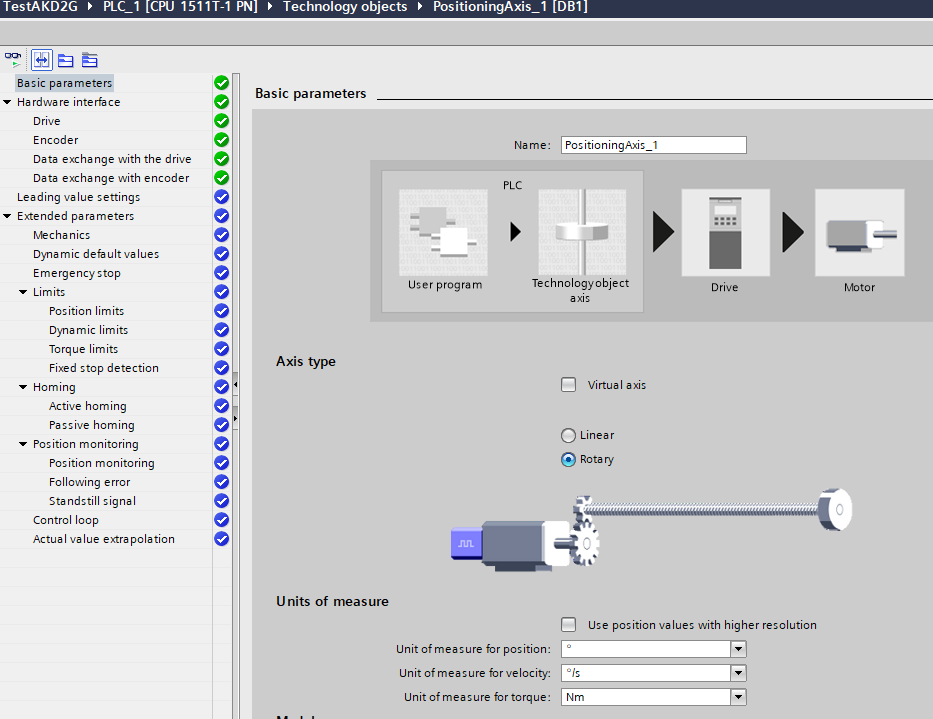 TestAKD2G ▸ PLC_1 [CPU 1511T-1 PN] ▸ Technology objects ▸ PositioningAxis_1 [DB1]
Basic parameters
Hardware interface
Drive
Encoder
Data exchange with the drive
Data exchange with encoder
Leading value settings
Extended parameters
Mechanics
Dynamic default values
Emergency stop
Limits
Position limits
Dynamic limits
Torque limits
Fixed stop detection
Homing
Active homing
Passive homing
Position monitoring
Position monitoring
Following error
Standstill signal
Control loop
Actual value extrapolation
Basic parameters
Name: PositioningAxis_1
PLC
User program
Technology object
axis
Drive
Motor
Axis type
Virtual axis
Linear
Rotary
Units of measure
Use position values with higher resolution
Unit of measure for position: °
Unit of measure for velocity: °/s
Unit of measure for torque: Nm